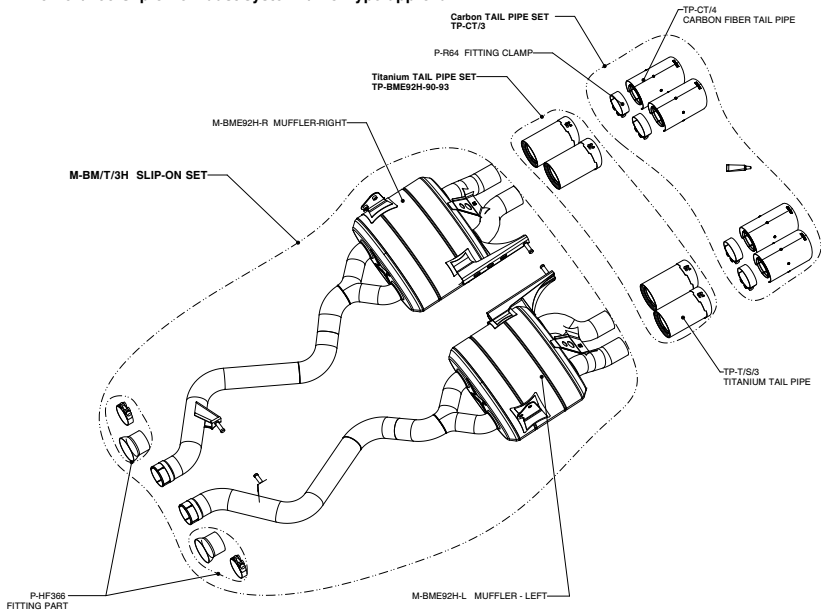 Carbon TAIL PIPE SET
TP-CT/3
TP-CT/4
CARBON FIBER TAIL PIPE
P-R64 FITTING CLAMP
Titanium TAIL PIPE SET
TP-BME92H-90-93
M-BME92H-R MUFFLER-RIGHT
M-BM/T/3H SLIP-ON SET
TP-T/S/3
TITANIUM TAIL PIPE
P-HF366
FITTING PART
M-BME92H-L MUFFLER - LEFT